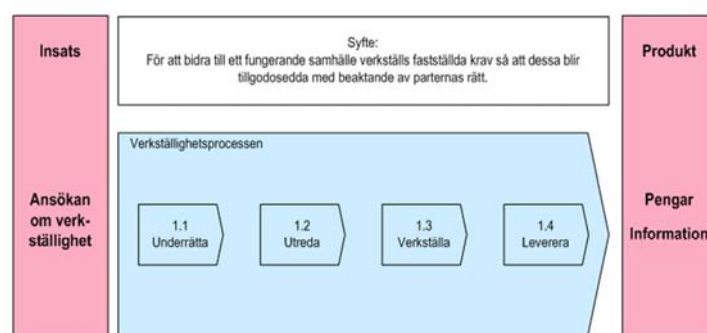 Insats
Syfte:
För att bidra till ett fungerande samhälle verkställs fastställda krav så att dessa blir
tillgodosedda med beaktande av parternas rätt.
Produkt
Verkställighetsprocessen
Ansökan
om verk-
ställighet
1.1
Underrätta
1.2
Utreda
1.3
Verkställa
1.4
Leverera
Pengar
Information